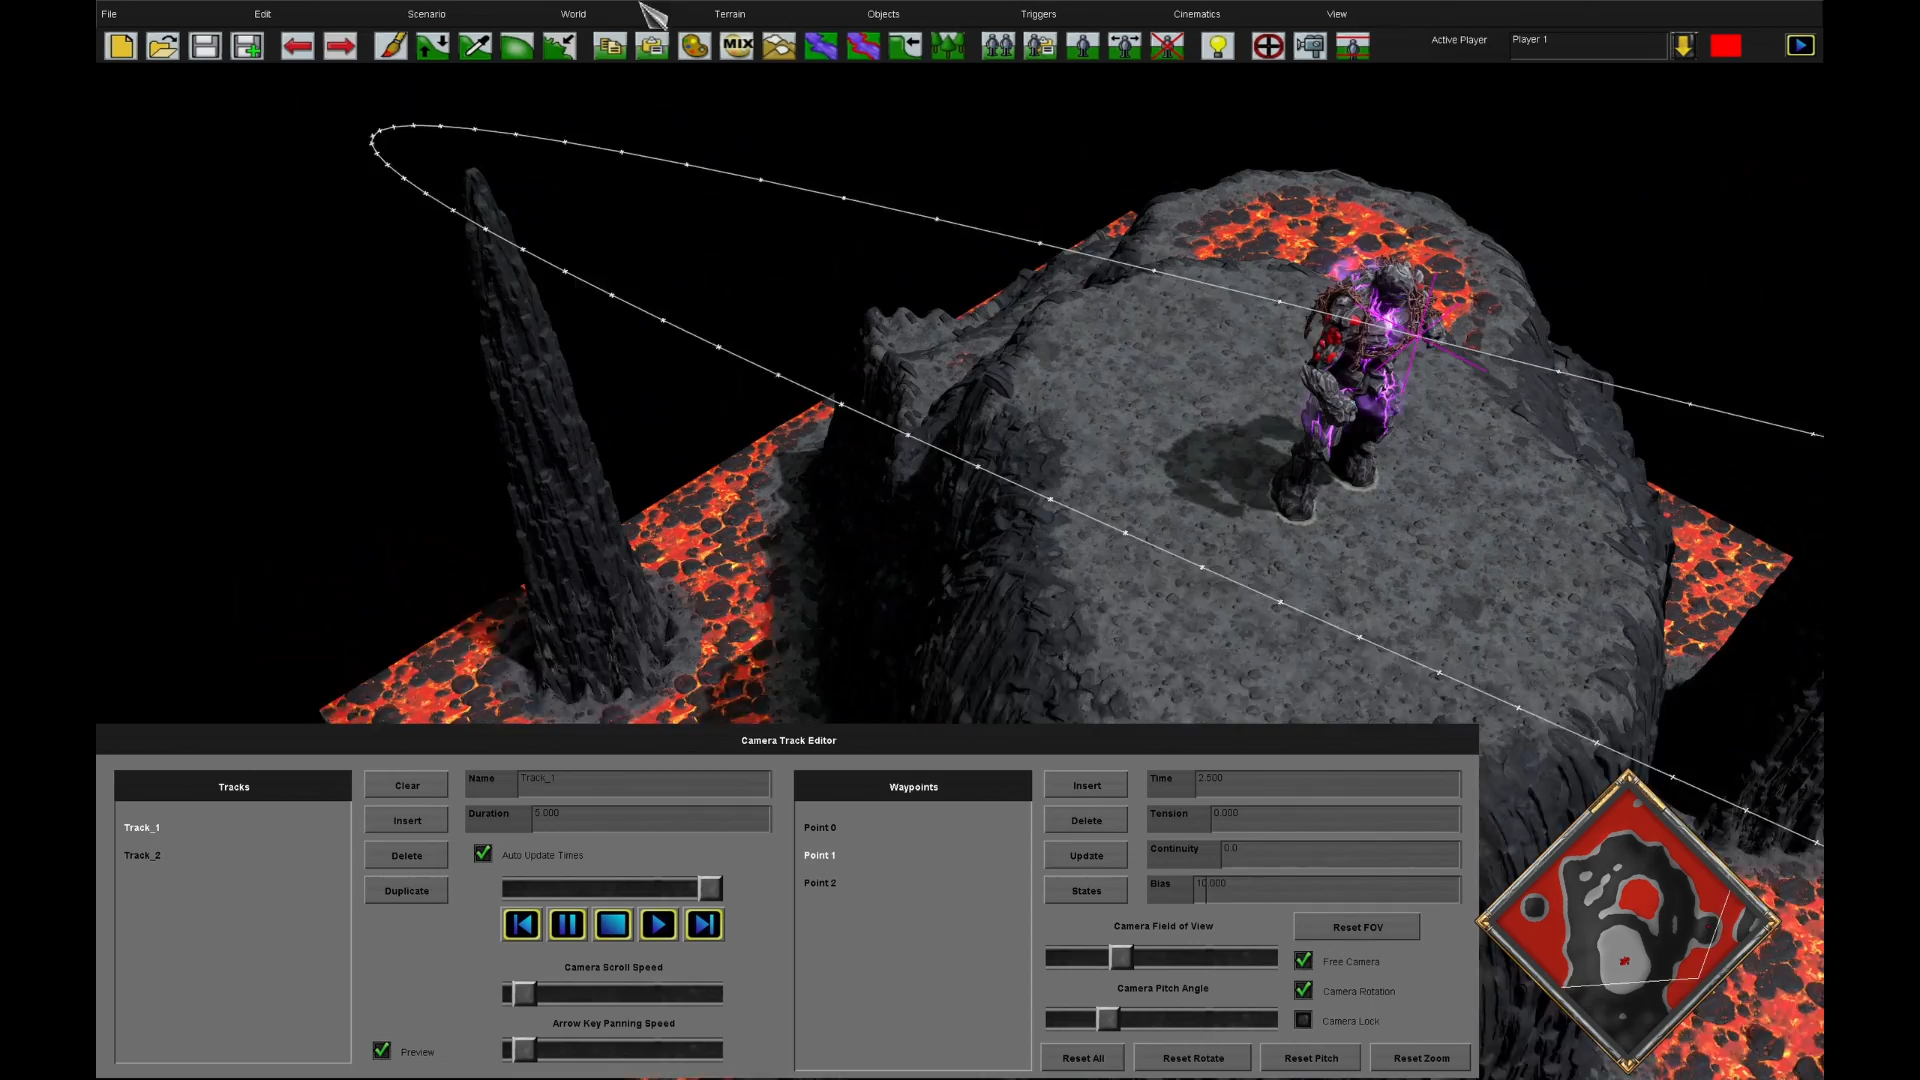 File Edit Scenario World Terrain Objects Triggers Cinematics View
MIX Active Player Player 1
Camera Track Editor
Tracks
Track_1
Track_2
Clear
Insert
Delete
Duplicate
Name Track_1
Duration 5.000
Auto Update Times
Camera Scroll Speed
Arrow Key Panning Speed
Preview
Waypoints
Point 0
Point 1
Point 2
Insert
Delete
Update
States
Time 2.500
Tension 0.000
Continuity 0.0
Bias 10.000
Camera Field of View
Reset FOV
Free Camera
Camera Pitch Angle
Camera Rotation
Camera Lock
Reset All Reset Rotate Reset Pitch Reset Zoom